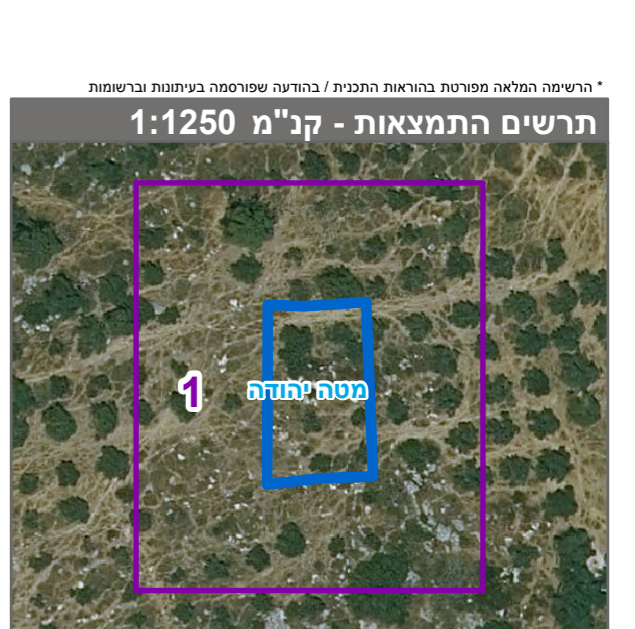 * הרשימה המלאה מפורטת בהוראות התכנית / בהודעה שפורסמה בעיתונות וברשומות
תרשים התמצאות - קנ"מ 1:1250
1
מטה יהודה